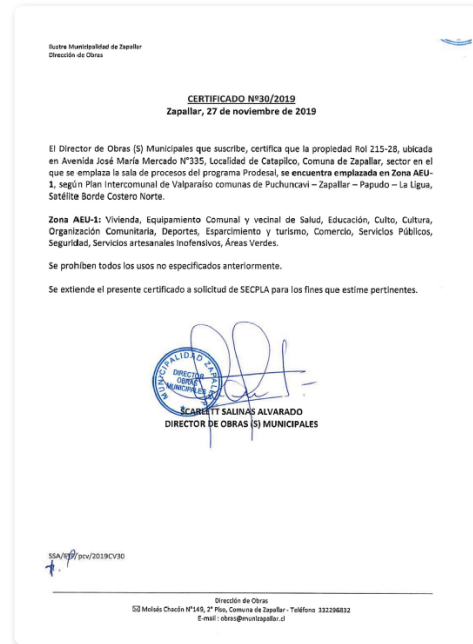 Ilustre Municipalidad de Zapallar
Dirección de Obras
CERTIFICADO Nº30/2019
Zapallar, 27 de noviembre de 2019
El Director de Obras (S) Municipales que suscribe, certifica que la propiedad Rol 215-28, ubicada
en Avenida José María Mercado N°335, Localidad de Catapilco, Comuna de Zapallar, sector en el
que se emplaza la sala de procesos del programa Prodesal, se encuentra emplazada en Zona AEU-
1, según Plan Intercomunal de Valparaíso comunas de Puchuncavi – Zapallar – Papudo – La Ligua,
Satélite Borde Costero Norte.
Zona AEU-1: Vivienda, Equipamiento Comunal y vecinal de Salud, Educación, Culto, Cultura,
Organización Comunitaria, Deportes, Esparcimiento y turismo, Comercio, Servicios Públicos,
Seguridad, Servicios artesanales Inofensivos, Áreas Verdes.
Se prohíben todos los usos no especificados anteriormente.
Se extiende el presente certificado a solicitud de SECPLA para los fines que estime pertinentes.
MUNICIPALIDAD ZAPALLAR
DIRECTOR
OBRAS
MUNICIPALES
SCARLETT SALINAS ALVARADO
DIRECTOR DE OBRAS (S) MUNICIPALES
/pcv/2019CV30
Dirección de Obras
Moisés Chacón N°149, 2° Piso, Comuna de Zapallar - Teléfono 332296832
E-mail : obras@munizapallar.cl